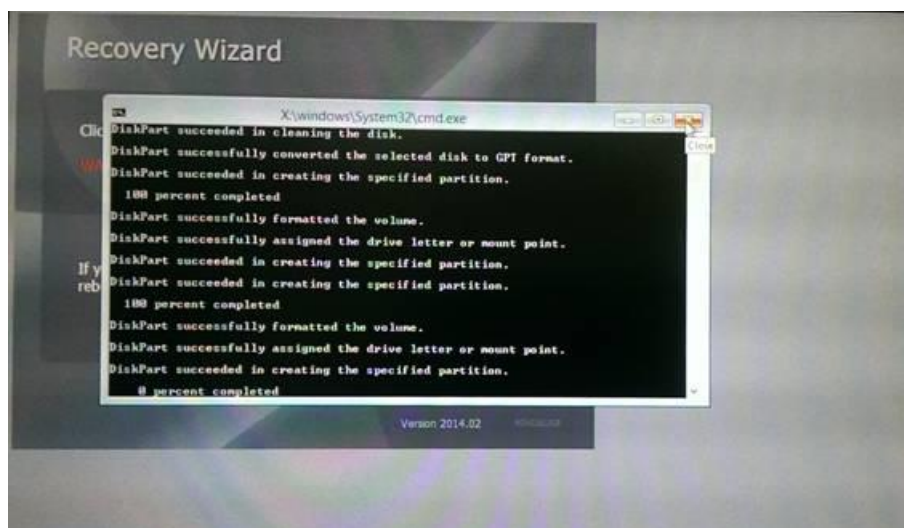 Recovery Wizard
X:\windows\System32\cmd.exe
Close
Clic
DiskPart succeeded in cleaning the disk.
DiskPart successfully converted the selected disk to GPT format.
DiskPart succeeded in creating the specified partition.
100 percent completed
DiskPart successfully formatted the volume.
DiskPart successfully assigned the drive letter or mount point.
DiskPart succeeded in creating the specified partition.
If y
DiskPart succeeded in creating the specified partition.
reb
100 percent completed
DiskPart successfully formatted the volume.
DiskPart successfully assigned the drive letter or mount point.
DiskPart succeeded in creating the specified partition.
0 percent completed
Version 2014.02